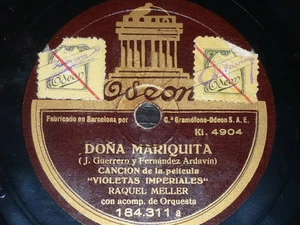 Odeon
Odeon
Fabricado en Barcelona por C.ª Gramófono-Odeon S. A. E.
Ki. 4904
DOÑA MARIQUITA
( J. Guerrero y Fernández Ardavín )
CANCION de la película
"VIOLETAS IMPERIALES"
RAQUEL MELLER
con acomp. de Orquesta
184.311 a